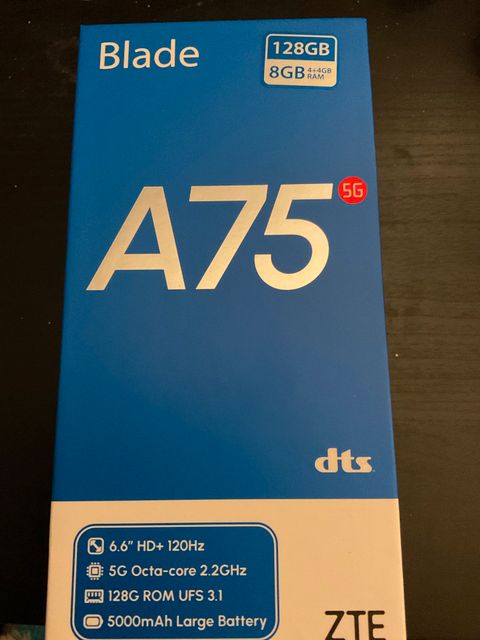 Blade
128GB
8GB 4+4GB
RAM
A75 5G
dts
6.6" HD+ 120Hz
5G Octa-core 2.2GHz
128G ROM UFS 3.1
5000mAh Large Battery
ZTE